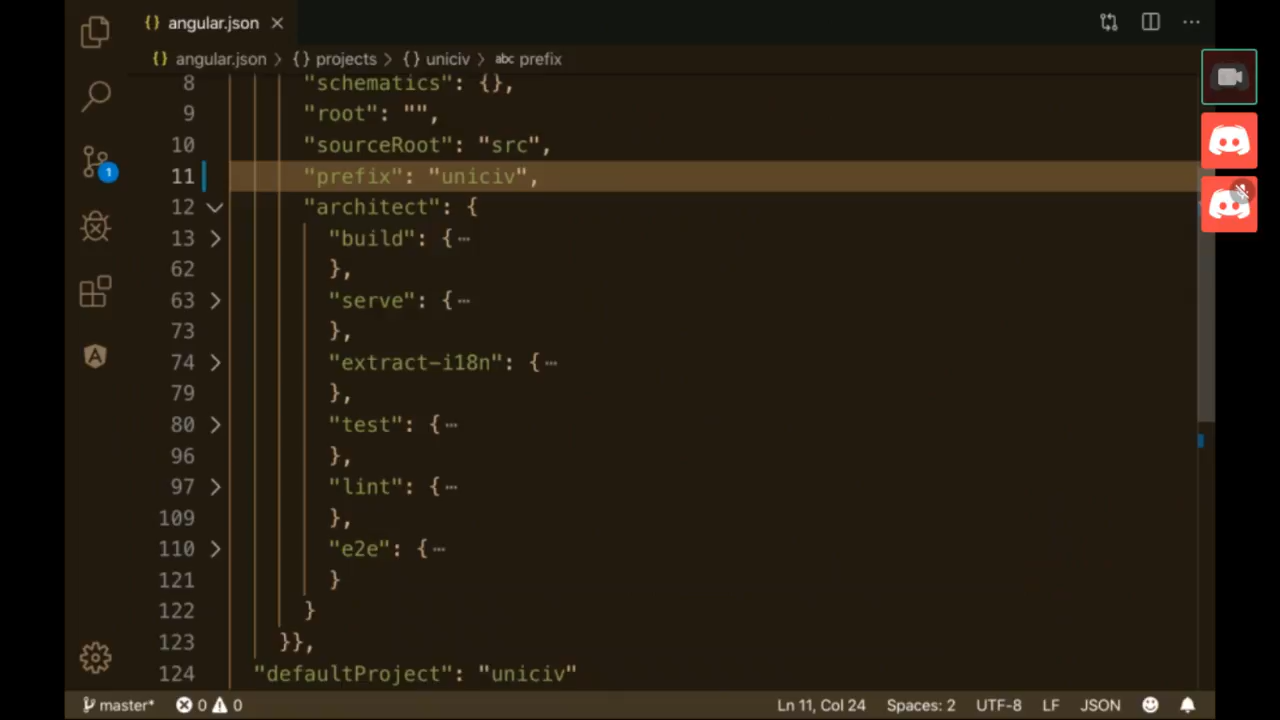 {} angular.json ×
{} angular.json > {} projects > {} uniciv > abc prefix
8 "schematics": {},
9 "root": "",
10 "sourceRoot": "src",
11 "prefix": "uniciv",
12 "architect": {
13 "build": {⋯
62 },
63 "serve": {⋯
73 },
74 "extract-i18n": {⋯
79 },
80 "test": {⋯
96 },
97 "lint": {⋯
109 },
110 "e2e": {⋯
121 }
122 }
123 }},
124 "defaultProject": "uniciv"
1
master* 0 0 Ln 11, Col 24 Spaces: 2 UTF-8 LF JSON